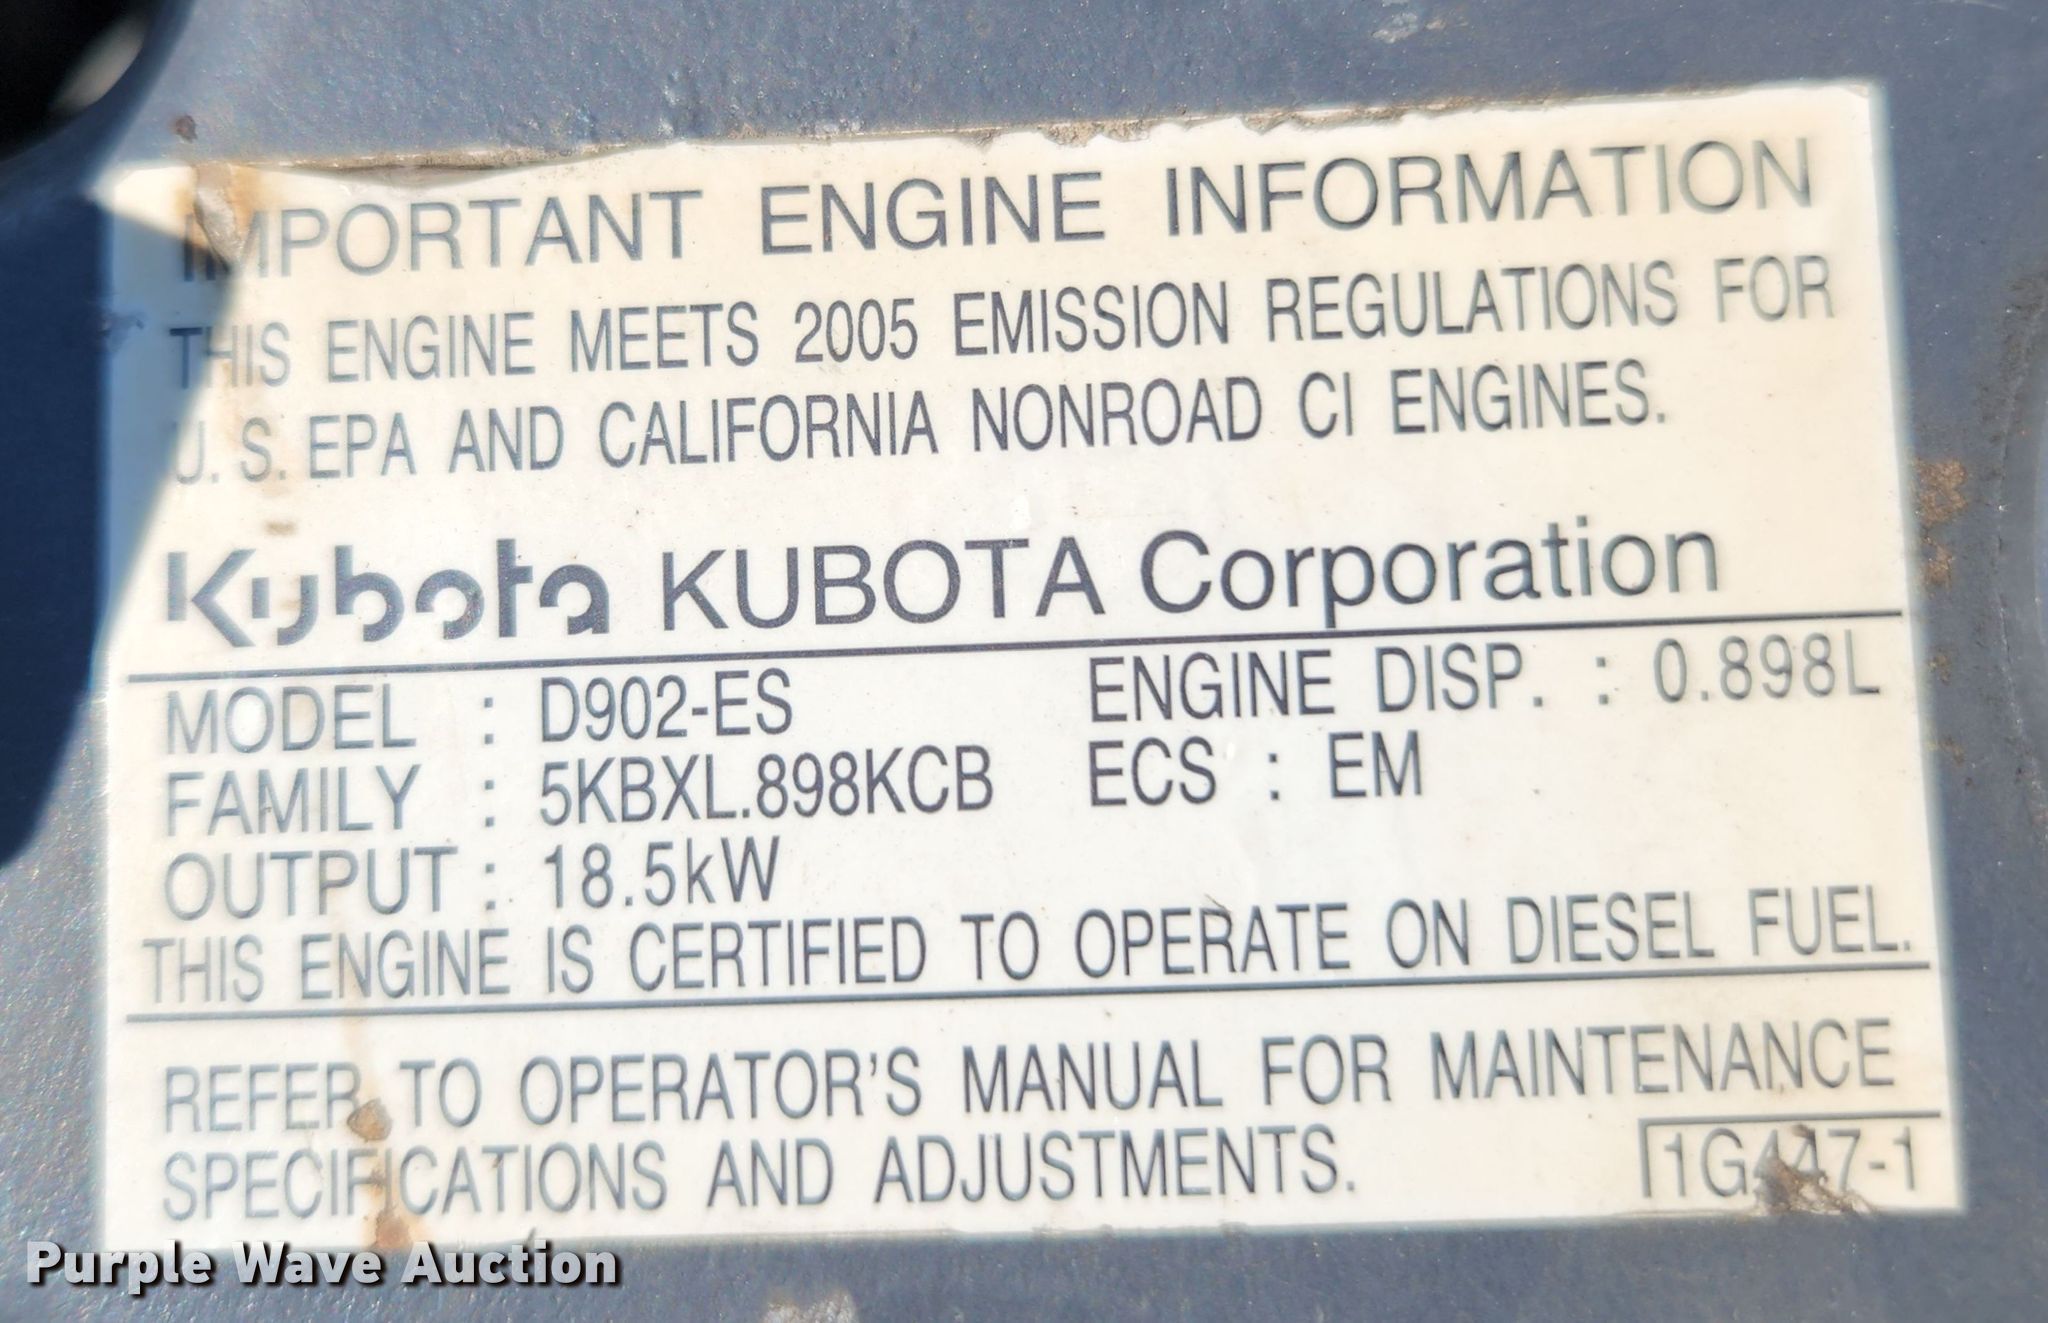 IMPORTANT ENGINE INFORMATION
THIS ENGINE MEETS 2005 EMISSION REGULATIONS FOR
U. S. EPA AND CALIFORNIA NONROAD CI ENGINES.
Kubota KUBOTA Corporation
MODEL : D902-ES ENGINE DISP. : 0.898L
FAMILY : 5KBXL.898KCB ECS : EM
OUTPUT : 18.5kW
THIS ENGINE IS CERTIFIED TO OPERATE ON DIESEL FUEL.
REFER TO OPERATOR'S MANUAL FOR MAINTENANCE
SPECIFICATIONS AND ADJUSTMENTS.
1G447-1
Purple Wave Auction